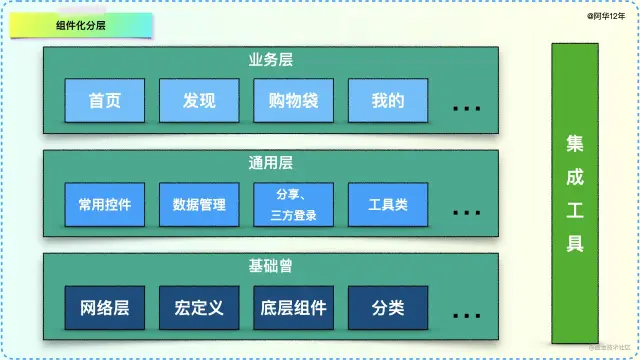 组件化分层
@阿华12年
业务层
首页
发现
购物袋
我的
...
通用层
常用控件
数据管理
分享、
三方登录
工具类
...
基础曾
网络层
宏定义
底层组件
分类
...
集
成
工
具
@稀土掘金技术社区